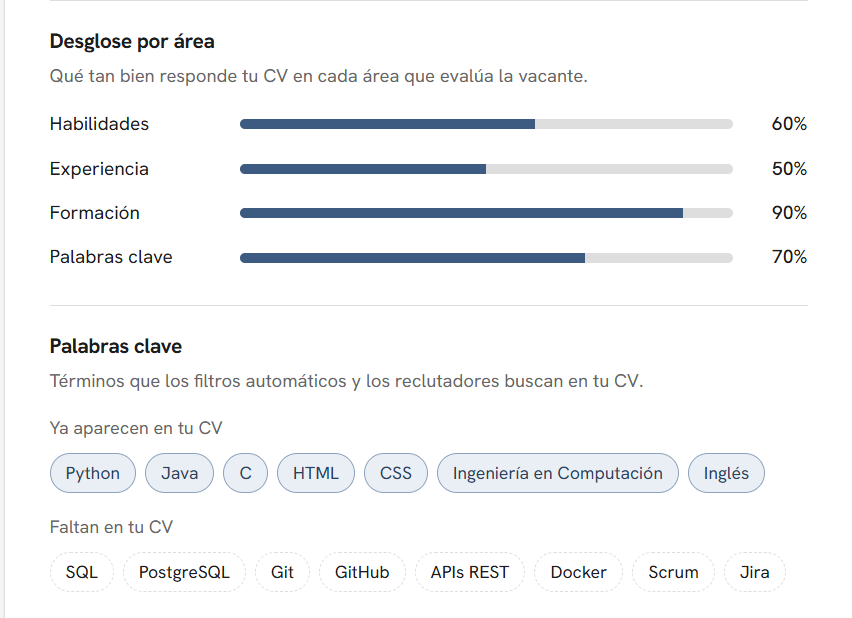 Desglose por área
Qué tan bien responde tu CV en cada área que evalúa la vacante.
Habilidades 60%
Experiencia 50%
Formación 90%
Palabras clave 70%
Palabras clave
Términos que los filtros automáticos y los reclutadores buscan en tu CV.
Ya aparecen en tu CV
Python Java C HTML CSS Ingeniería en Computación Inglés
Faltan en tu CV
SQL PostgreSQL Git GitHub APIs REST Docker Scrum Jira